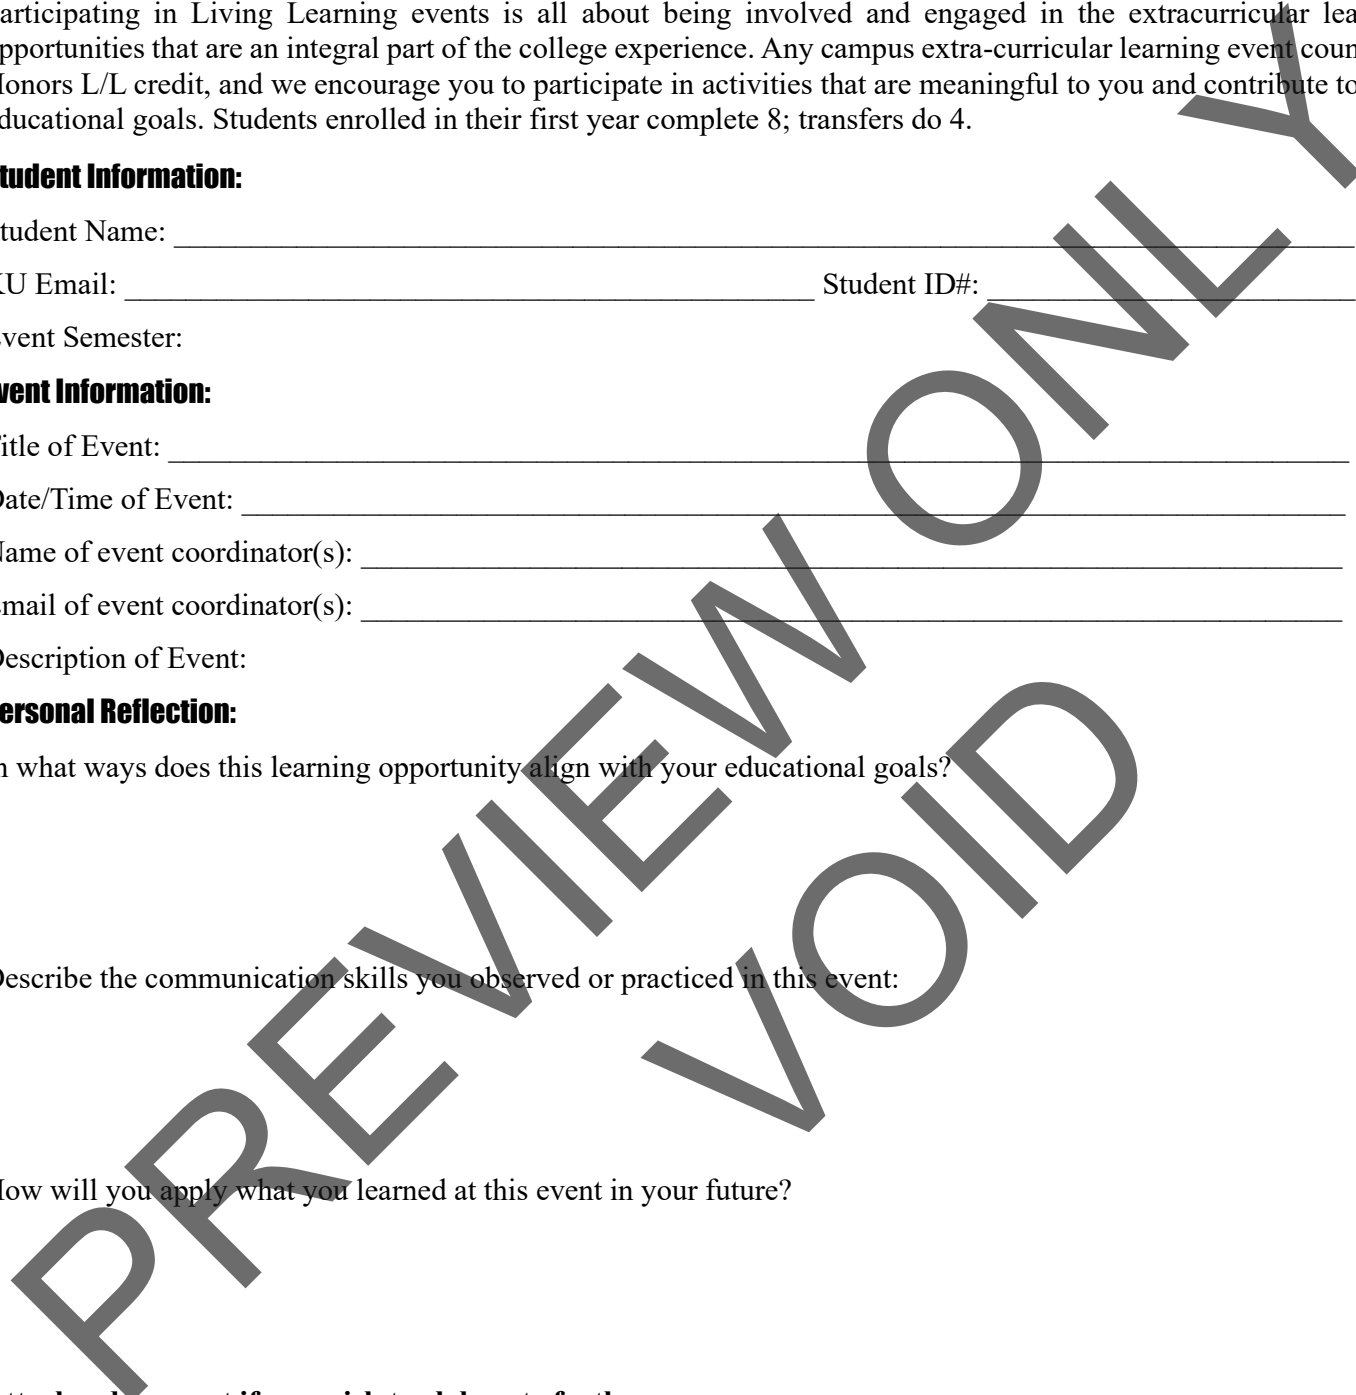 articipating in Living Learning events is all about being involved and engaged in the extracurricular lea
pportunities that are an integral part of the college experience. Any campus extra-curricular learning event coun
onors L/L credit, and we encourage you to participate in activities that are meaningful to you and contribute to
ducational goals. Students enrolled in their first year complete 8; transfers do 4.
tudent Information:
tudent Name:
U Email: Student ID#:
vent Semester:
vent Information:
itle of Event:
Date/Time of Event:
Name of event coordinator(s):
mail of event coordinator(s):
Description of Event:
ersonal Reflection:
n what ways does this learning opportunity align with your educational goals?
Describe the communication skills you observed or practiced in this event:
How will you apply what you learned at this event in your future?
PREVIEW ONLY
VOID